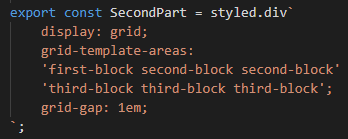 export const SecondPart = styled.div`
    display: grid;
    grid-template-areas:
    'first-block second-block second-block'
    'third-block third-block third-block';
    grid-gap: 1em;
`;